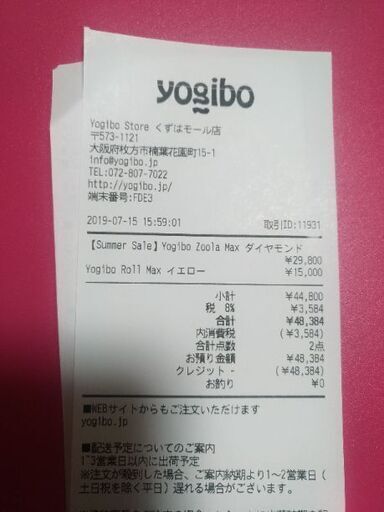 yogibo
Yogibo Store くずはモール店
〒573-1121
大阪府枚方市楠葉花園町15-1
info@yogibo.jp
TEL:072-807-7022
http://yogibo.jp/
端末番号:FDE3
2019-07-15 15:59:01 取引ID:11931
【Summer Sale】Yogibo Zoola Max ダイヤモンド
¥29,800
Yogibo Roll Max イエロー ¥15,000
小計 ¥44,800
税 8% ¥3,584
合計 ¥48,384
内消費税 (¥3,584)
合計点数 2点
お預り金額 ¥48,384
クレジット - (¥48,384)
お釣り ¥0
■WEBサイトからもご注文いただけます
yogibo.jp
■配送予定についてのご案内
1~3営業日以内に出荷予定
※注文が殺到した場合、ご案内納期より1~2営業日(
土日祝を除く平日)遅れる場合がございます。